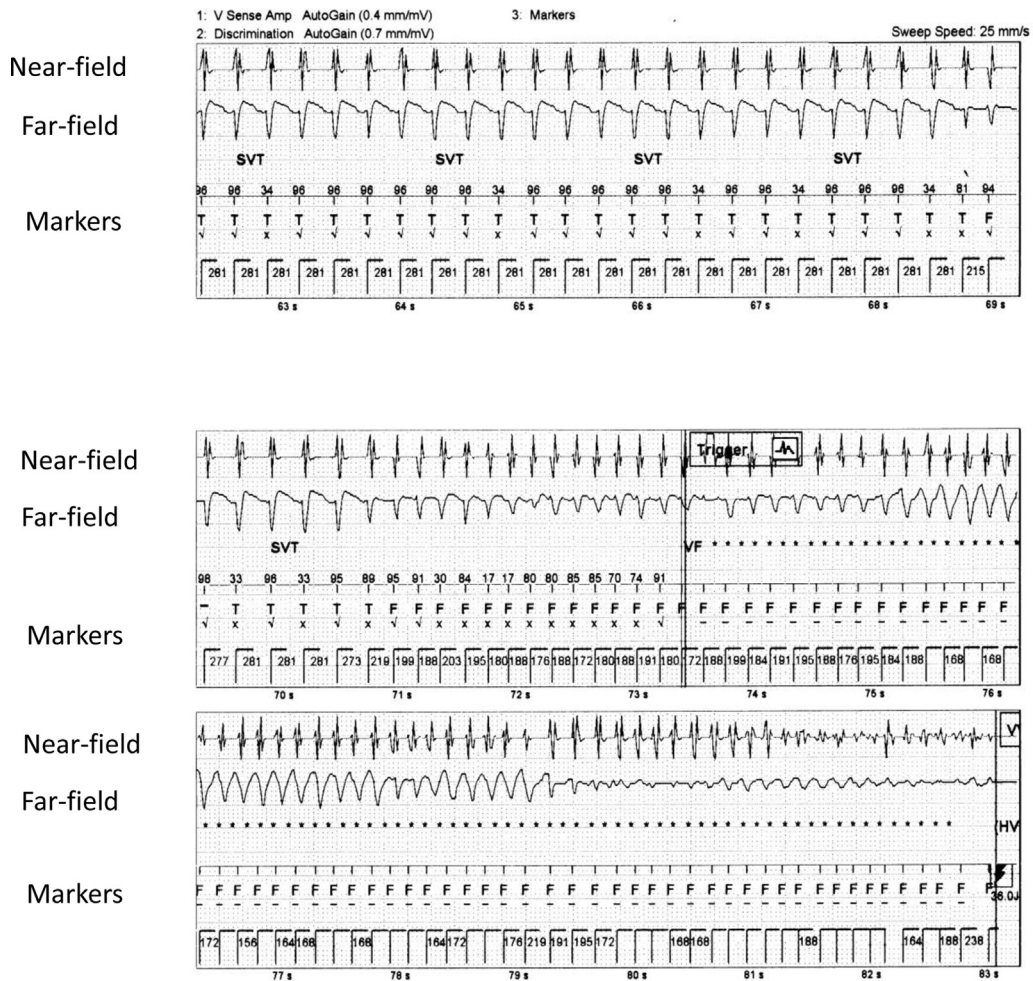 1: V Sense Amp AutoGain (0.4 mm/mV) 3: Markers
2: Discrimination AutoGain (0.7 mm/mV) Sweep Speed: 25 mm/s
Near-field
Far-field
SVT SVT SVT SVT
96 96 34 96 96 96 96 96 96 34 96 96 96 96 96 34 96 96 34 96 96 96 34 81 94
Markers T T T T T T T T T T T T T T T T T T T T T T T T F
√ √ x √ √ √ √ √ √ x √ √ √ √ √ x √ √ x √ √ √ x x √
281 281 281 281 281 281 281 281 281 281 281 281 281 281 281 281 281 281 281 281 281 281 281 215
63 s 64 s 65 s 66 s 67 s 68 s 69 s
Near-field Trigger
Far-field
SVT VF * * * * * * * * * * * * * * * * * * * * * * *
98 33 96 33 95 89 95 91 30 84 17 17 80 80 85 85 70 74 91
Markers – T T T T T F F F F F F F F F F F F F F F F F F F F F F F F F F F F F
√ x √ x x x √ √ x x x x x x x x x x √ - - - - - - - - - - - - - - -
277 281 281 281 273 219 199 188 203 195 180 188 176 188 172 180 188 191 180 172 188 199 184 191 195 188 176 195 184 188 168 168
70 s 71 s 72 s 73 s 74 s 75 s 76 s
Near-field
Far-field
(HV
Markers F F F F F F F F F F F F F F F F F F F F F F F F F F F F F F F F F F F F F F F F
36.0J
172 156 164 168 168 164 172 176 219 191 195 172 168 168 188 164 188 238
77 s 78 s 79 s 80 s 81 s 82 s 83 s